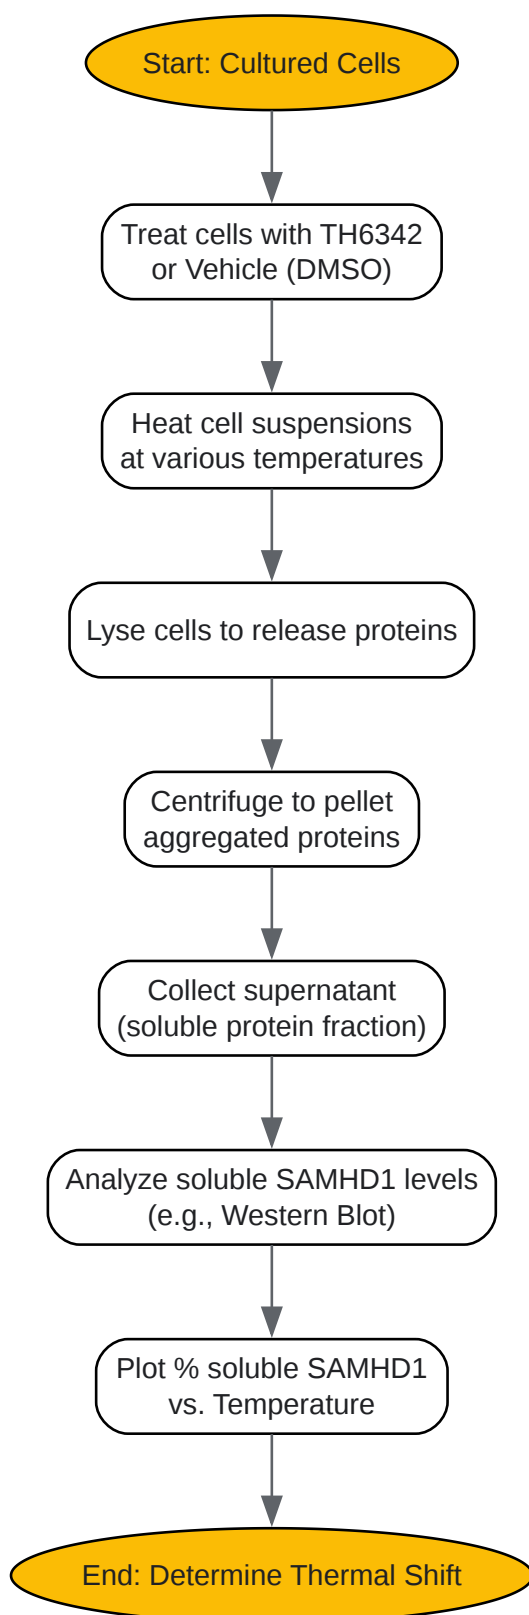 Start: Cultured Cells
Treat cells with TH6342
or Vehicle (DMSO)
Heat cell suspensions
at various temperatures
Lyse cells to release proteins
Centrifuge to pellet
aggregated proteins
Collect supernatant
(soluble protein fraction)
Analyze soluble SAMHD1 levels
(e.g., Western Blot)
Plot % soluble SAMHD1
vs. Temperature
End: Determine Thermal Shift